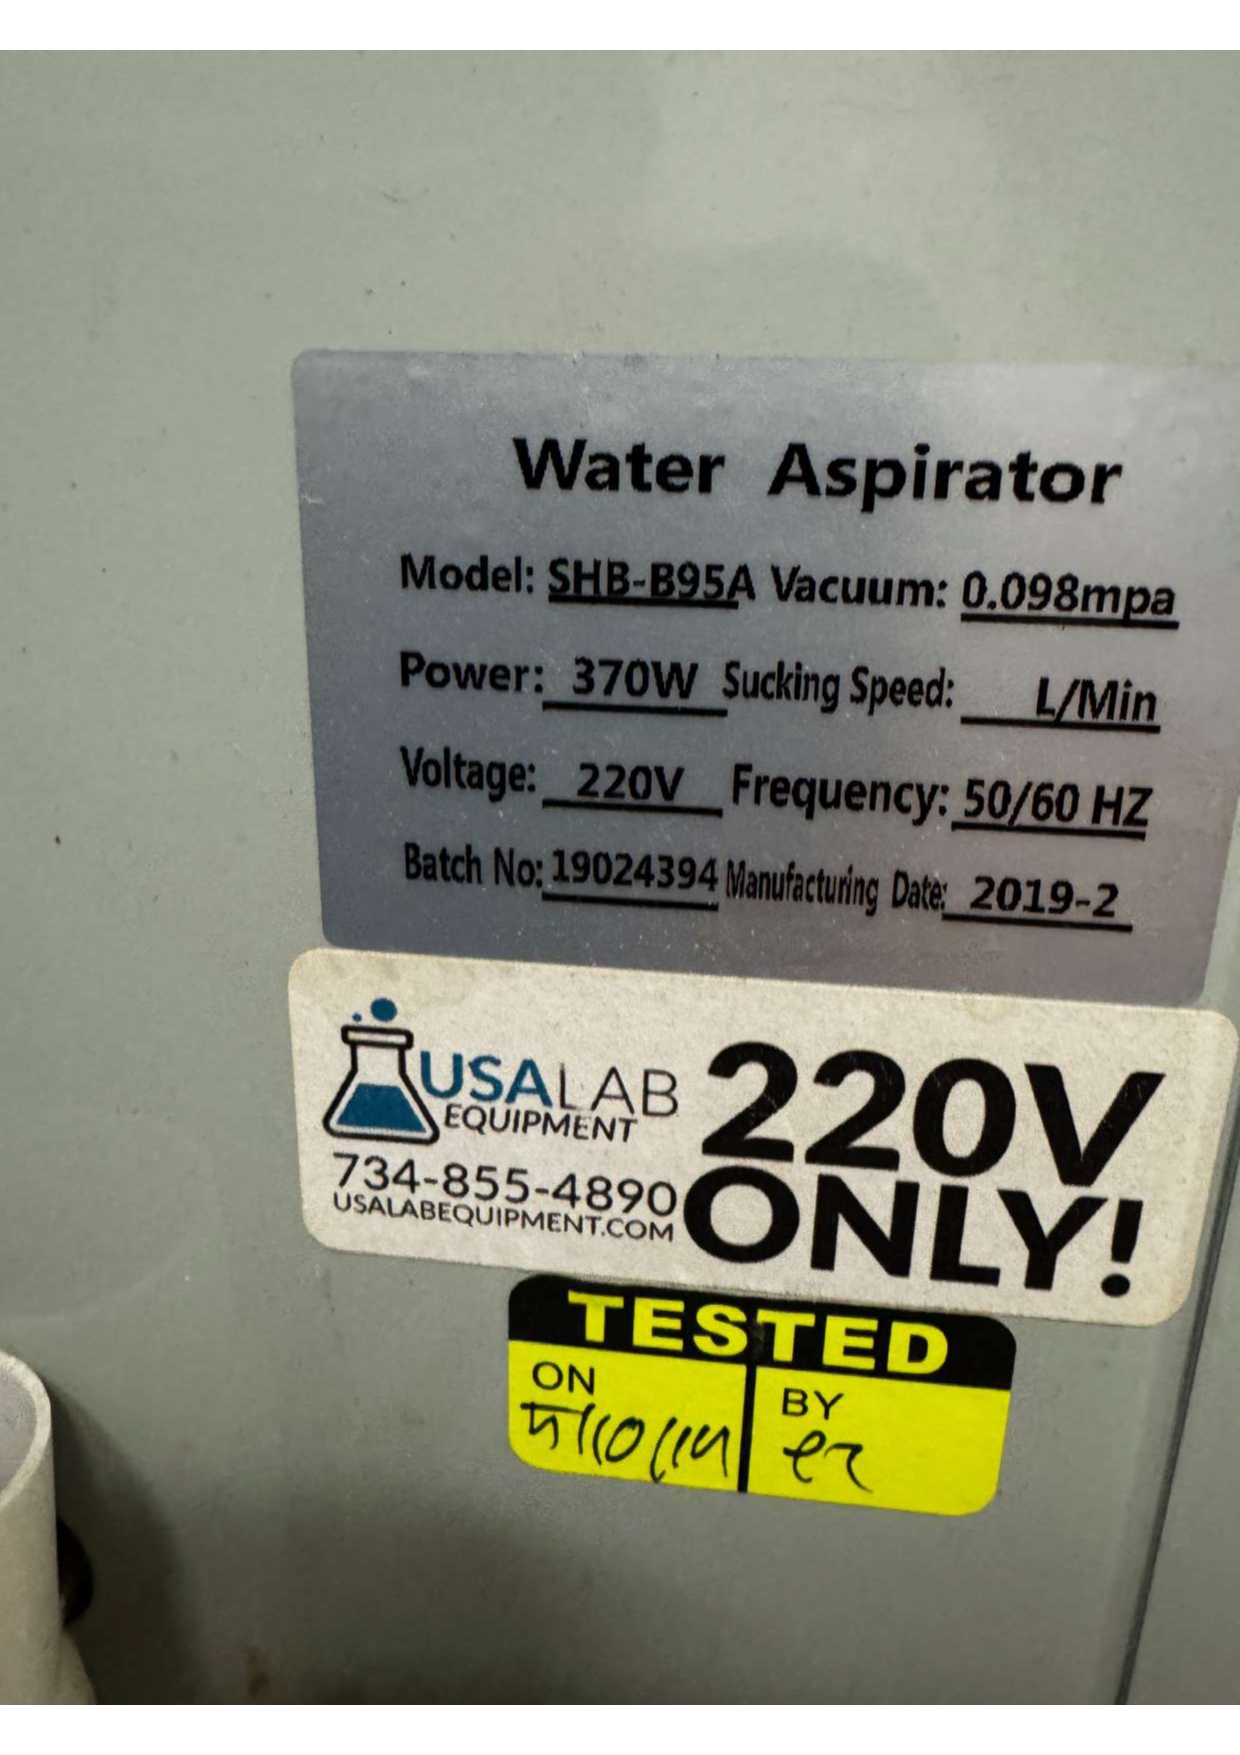 Water Aspirator
Model: SHB-B95A Vacuum: 0.098mpa
Power: 370W Sucking Speed: L/Min
Voltage: 220V Frequency: 50/60 HZ
Batch No: 19024394 Manufacturing Date: 2019-2
USALAB
EQUIPMENT
734-855-4890
USALABEQUIPMENT.COM
220V
ONLY!
TESTED
ON
BY